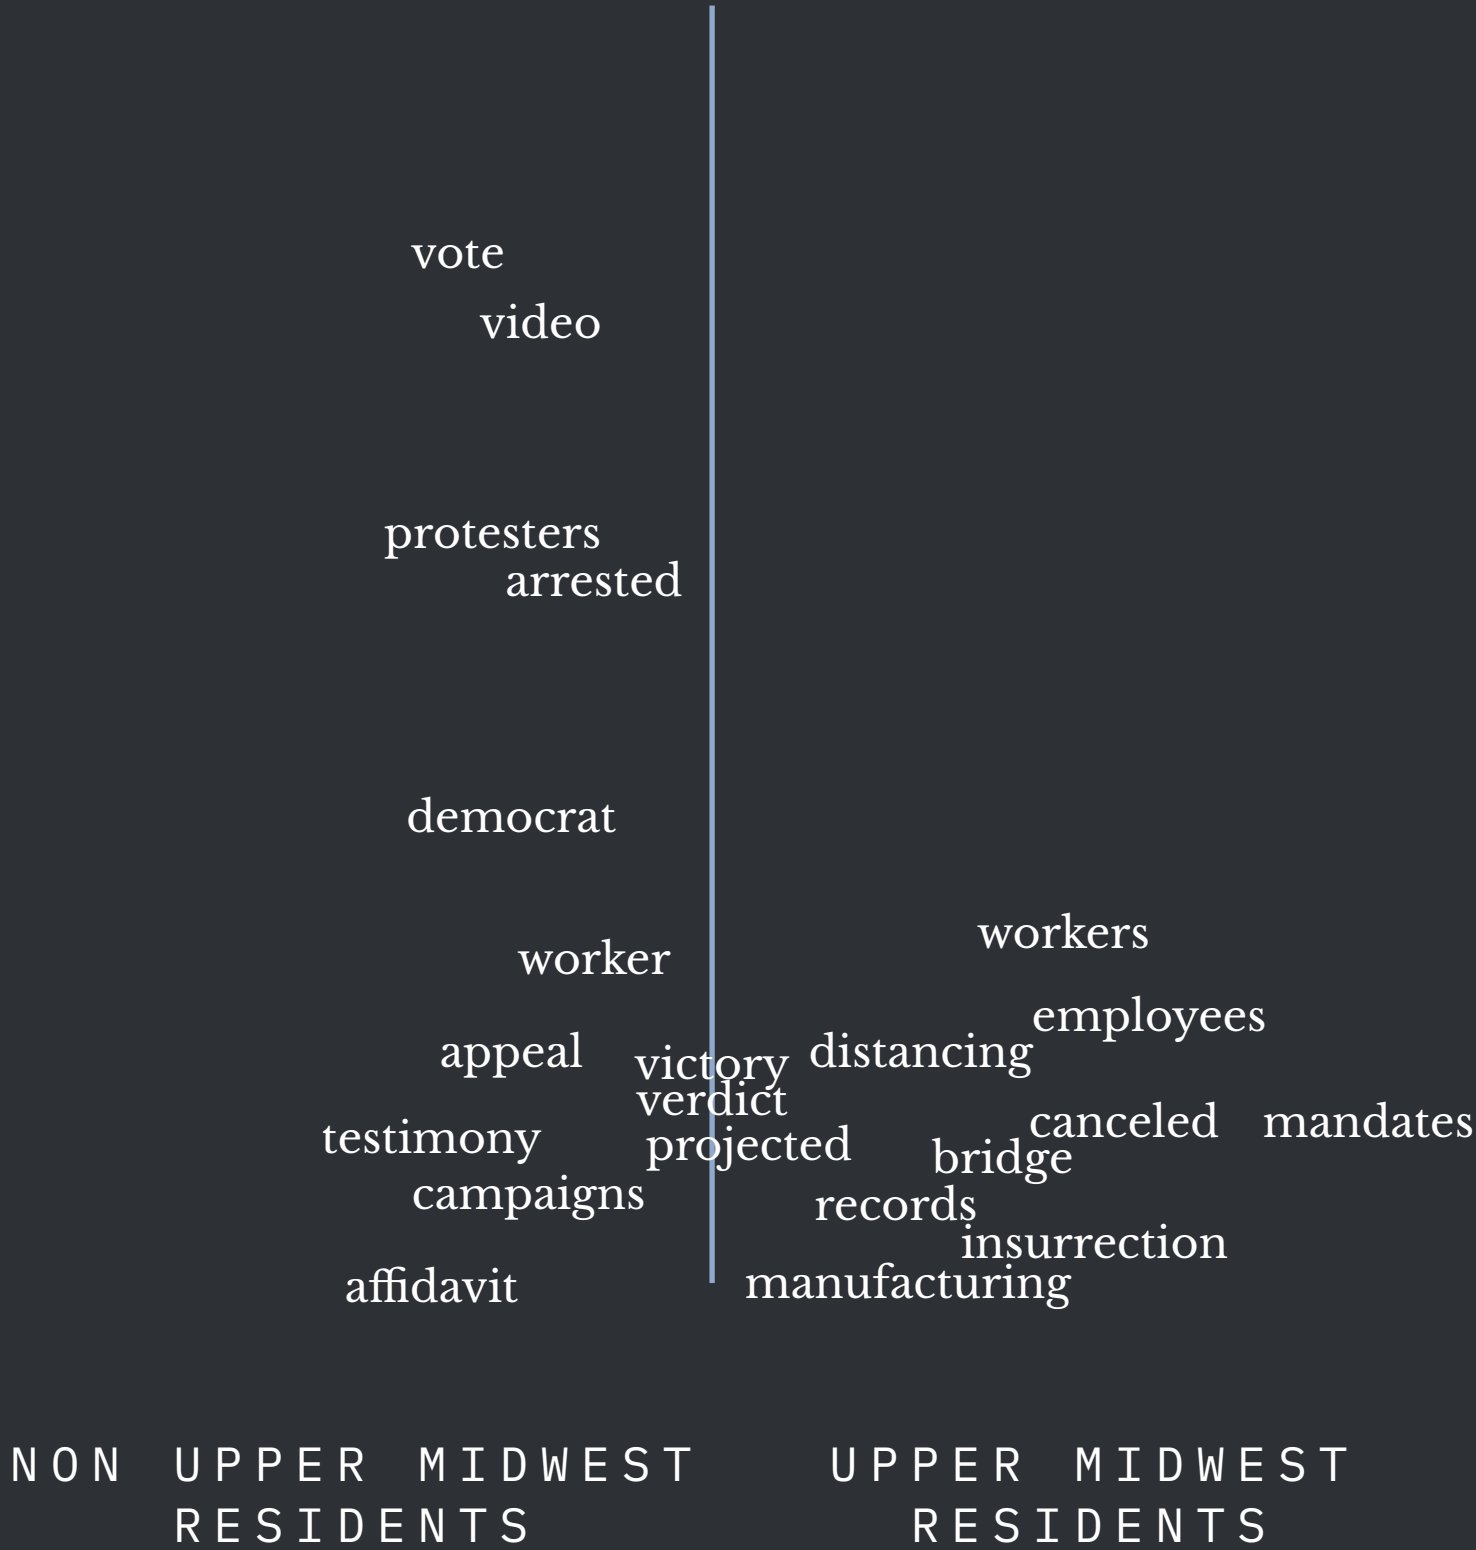 vote
video
protesters
arrested
democrat
workers
worker
employees
appeal
victory
distancing
verdict
testimony
projected
canceled
mandates
bridge
campaigns
records
insurrection
affidavit
manufacturing
NON UPPER MIDWEST
RESIDENTS
UPPER MIDWEST
RESIDENTS